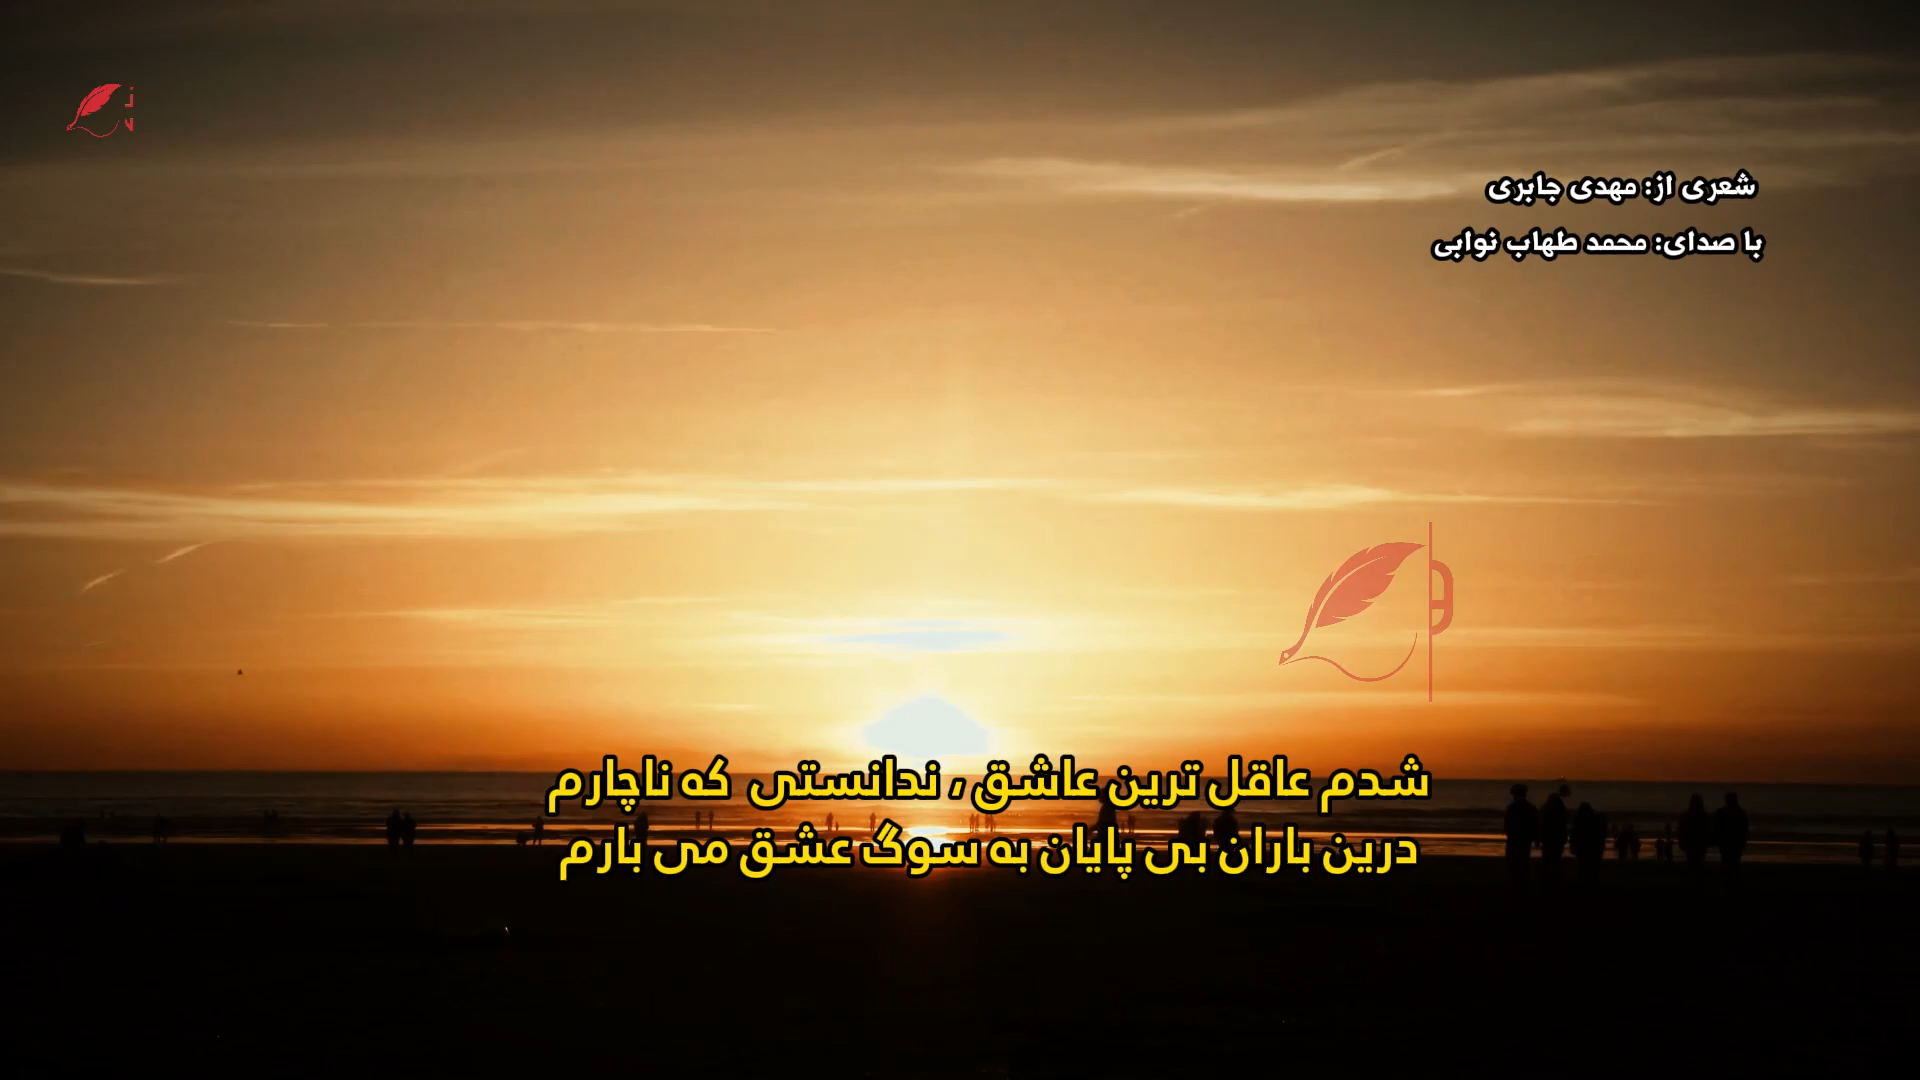 شعری از: مهدی جابری
با صدای: محمد طهاب نوابی
شدم عاقل ترین عاشق ، ندانستی که ناچارم
درین باران بی پایان به سوگ عشق می بارم